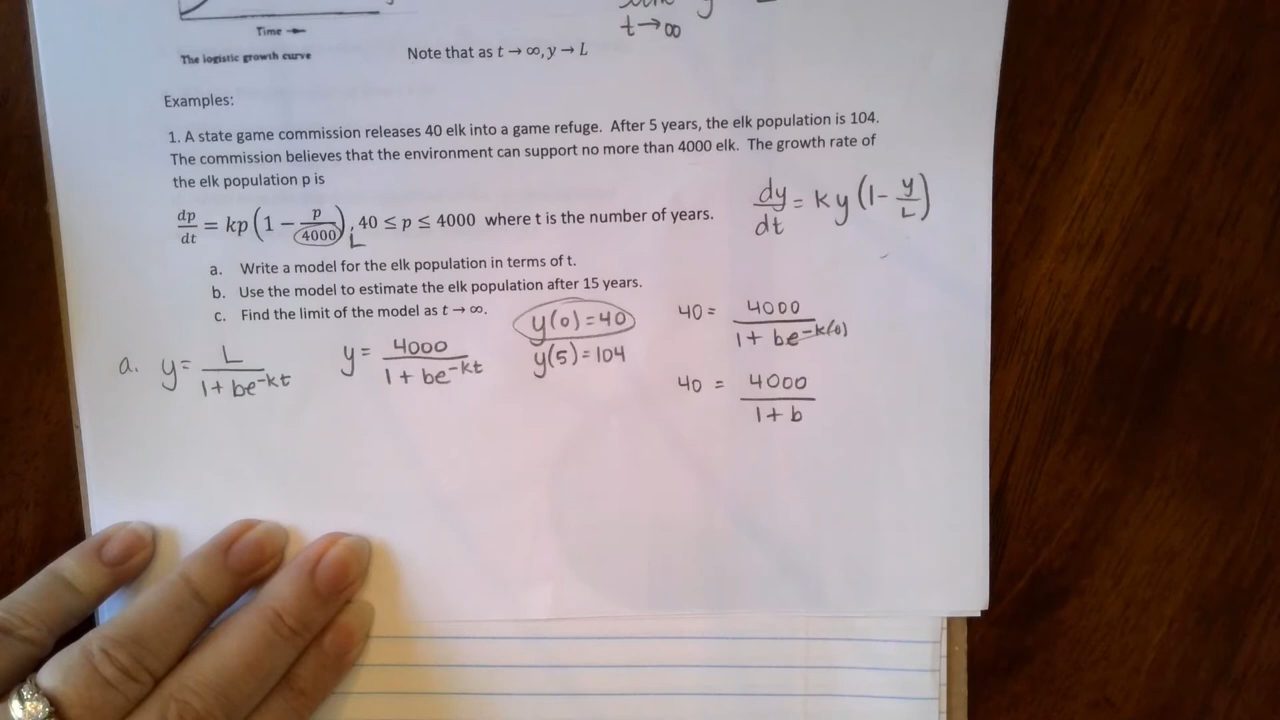 t→∞
Time →
The logistic growth curve
Note that as t → ∞, y → L
Examples:
1. A state game commission releases 40 elk into a game refuge. After 5 years, the elk population is 104.
The commission believes that the environment can support no more than 4000 elk. The growth rate of
the elk population p is
dp/dt = kp(1 − p/4000), 40 ≤ p ≤ 4000 where t is the number of years.
L
dy/dt = ky(1 - y/L)
a. Write a model for the elk population in terms of t.
b. Use the model to estimate the elk population after 15 years.
c. Find the limit of the model as t → ∞.
a. y = L/(1 + be^-kt)
y = 4000/(1 + be^-kt)
y(0) = 40
y(5) = 104
40 = 4000/(1 + be^-k(0))
40 = 4000/(1 + b)